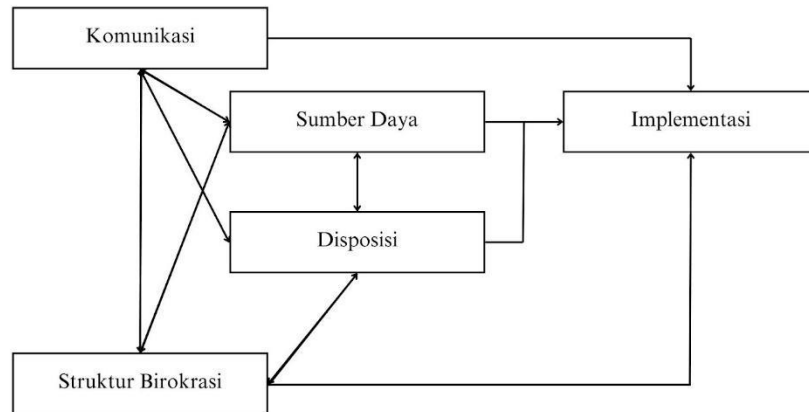 Komunikasi
Sumber Daya
Implementasi
Disposisi
Struktur Birokrasi